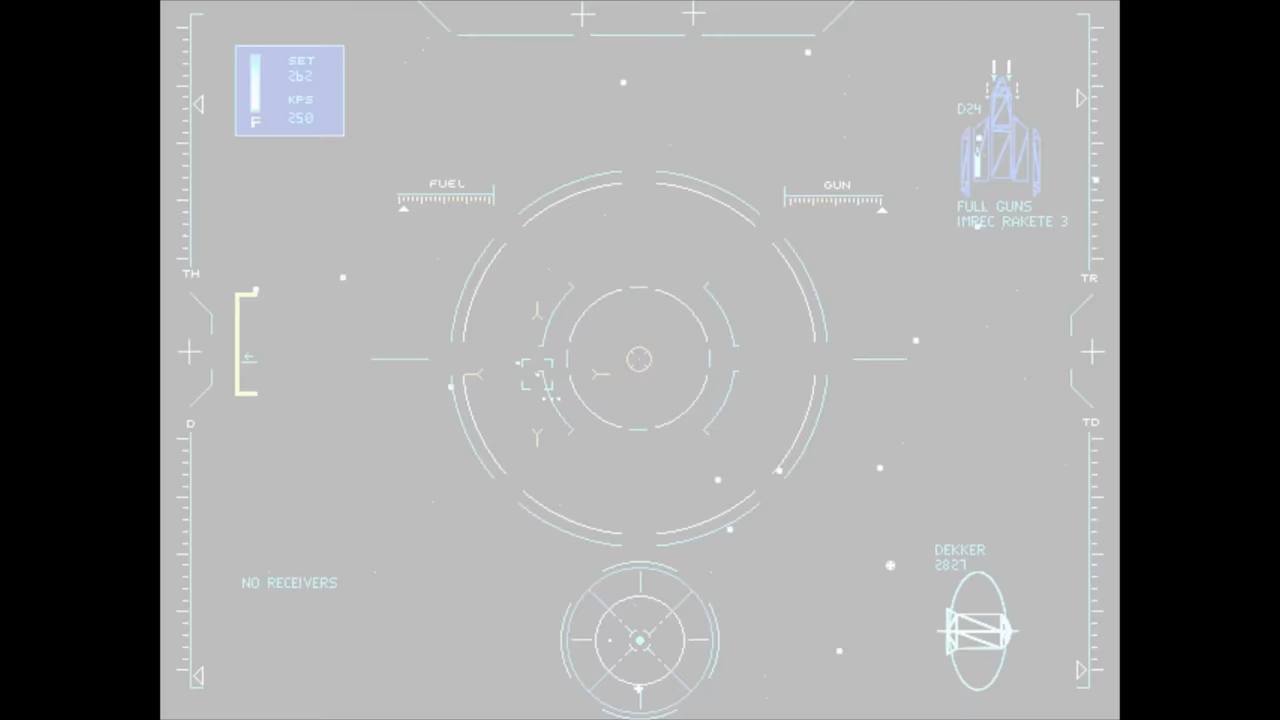 SET
262
KPS
250
F
D24
FUEL
GUN
FULL GUNS
IMREC RAKETE 3
TH
TR
D
TD
DEKKER
2827
NO RECEIVERS